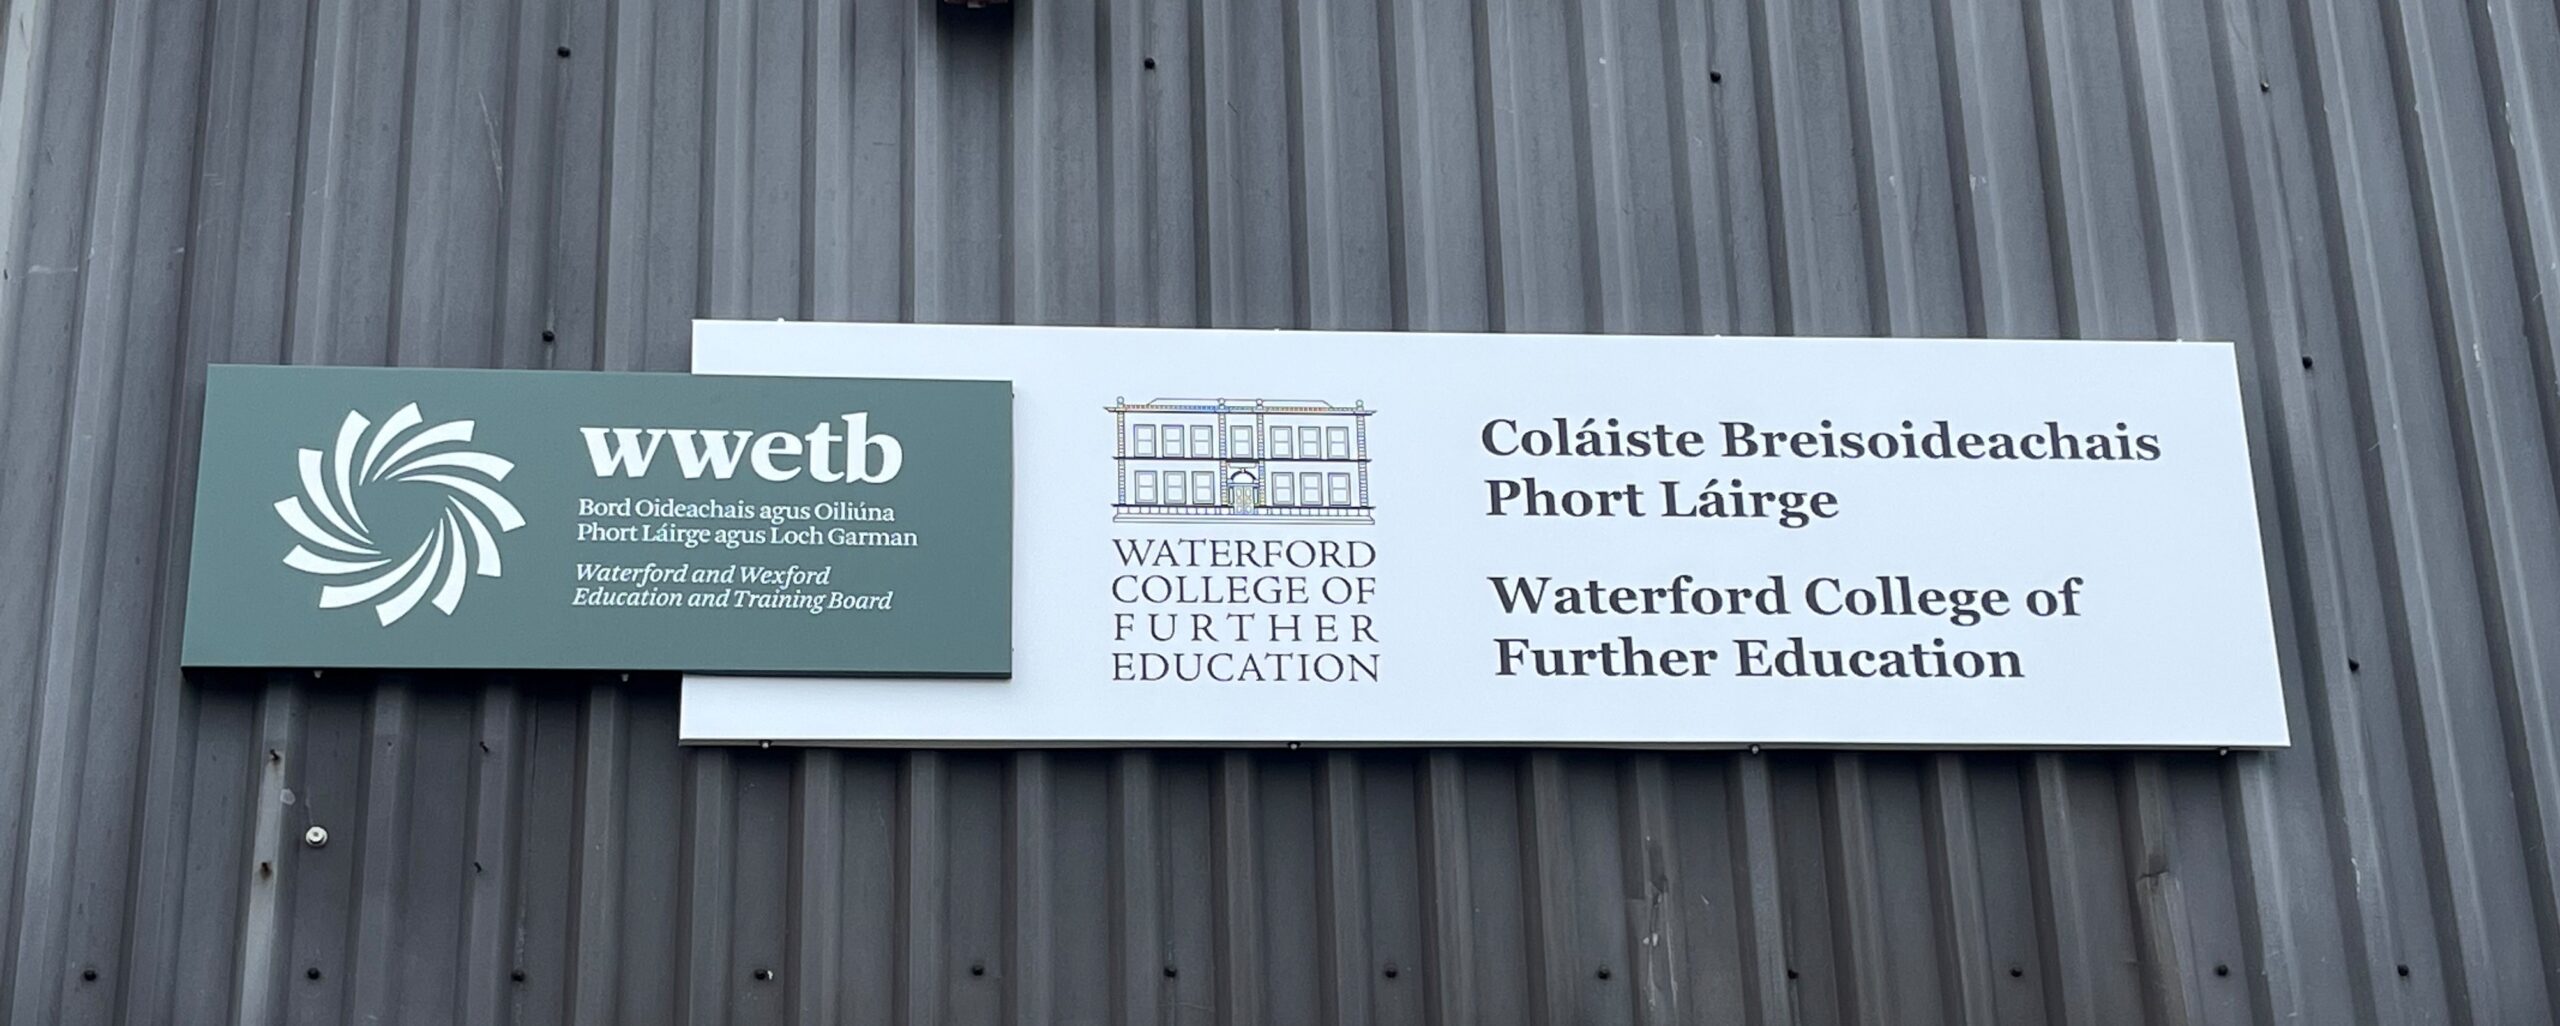 wwetb
Bord Oideachais agus Oiliúna
Phort Láirge agus Loch Garman
Waterford and Wexford
Education and Training Board
WATERFORD
COLLEGE OF
FURTHER
EDUCATION
Coláiste Breisoideachais
Phort Láirge
Waterford College of
Further Education